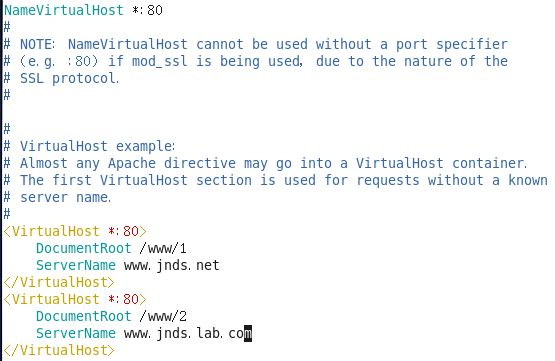 NameVirtualHost *:80
#
# NOTE: NameVirtualHost cannot be used without a port specifier
# (e.g. :80) if mod_ssl is being used, due to the nature of the
# SSL protocol.
#
#
# VirtualHost example:
# Almost any Apache directive may go into a VirtualHost container.
# The first VirtualHost section is used for requests without a known
# server name.
#
<VirtualHost *:80>
    DocumentRoot /www/1
    ServerName www.jnds.net
</VirtualHost>
<VirtualHost *:80>
    DocumentRoot /www/2
    ServerName www.jnds.lab.com
</VirtualHost>